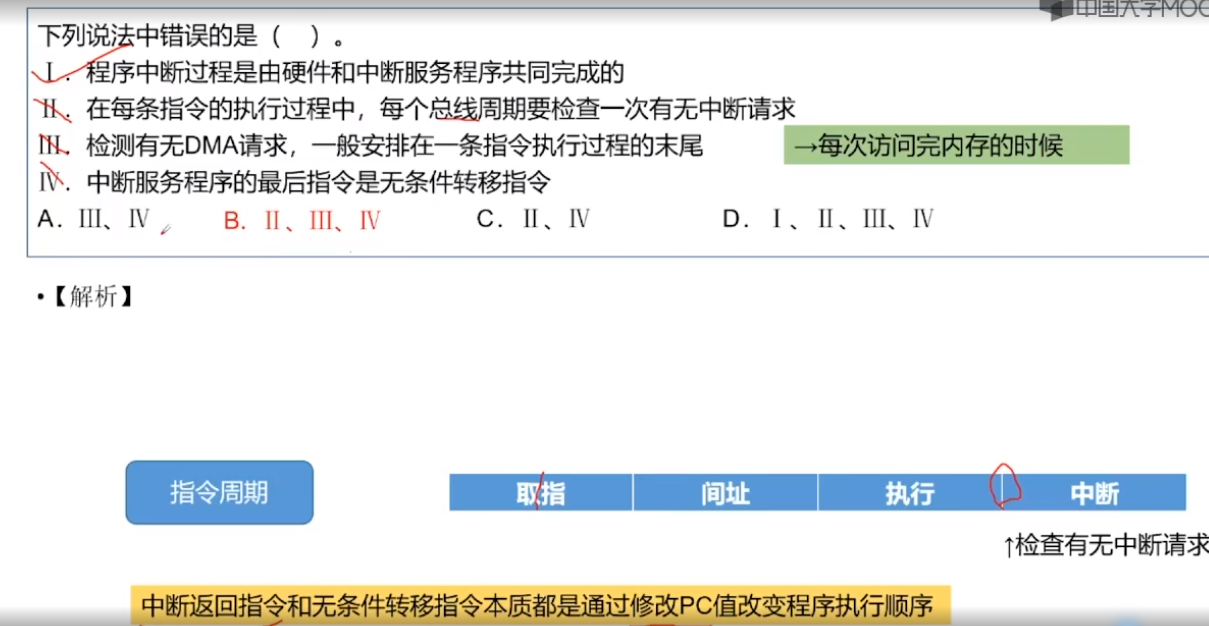 中国大学MOO
下列说法中错误的是（ ）。
Ⅰ．程序中断过程是由硬件和中断服务程序共同完成的
Ⅱ．在每条指令的执行过程中，每个总线周期要检查一次有无中断请求
Ⅲ．检测有无DMA请求，一般安排在一条指令执行过程的末尾 →每次访问完内存的时候
Ⅳ．中断服务程序的最后指令是无条件转移指令
A．Ⅲ、Ⅳ B．Ⅱ、Ⅲ、Ⅳ C．Ⅱ、Ⅳ D．Ⅰ、Ⅱ、Ⅲ、Ⅳ
•【解析】
指令周期 取指 间址 执行 中断
↑检查有无中断请求
中断返回指令和无条件转移指令本质都是通过修改PC值改变程序执行顺序